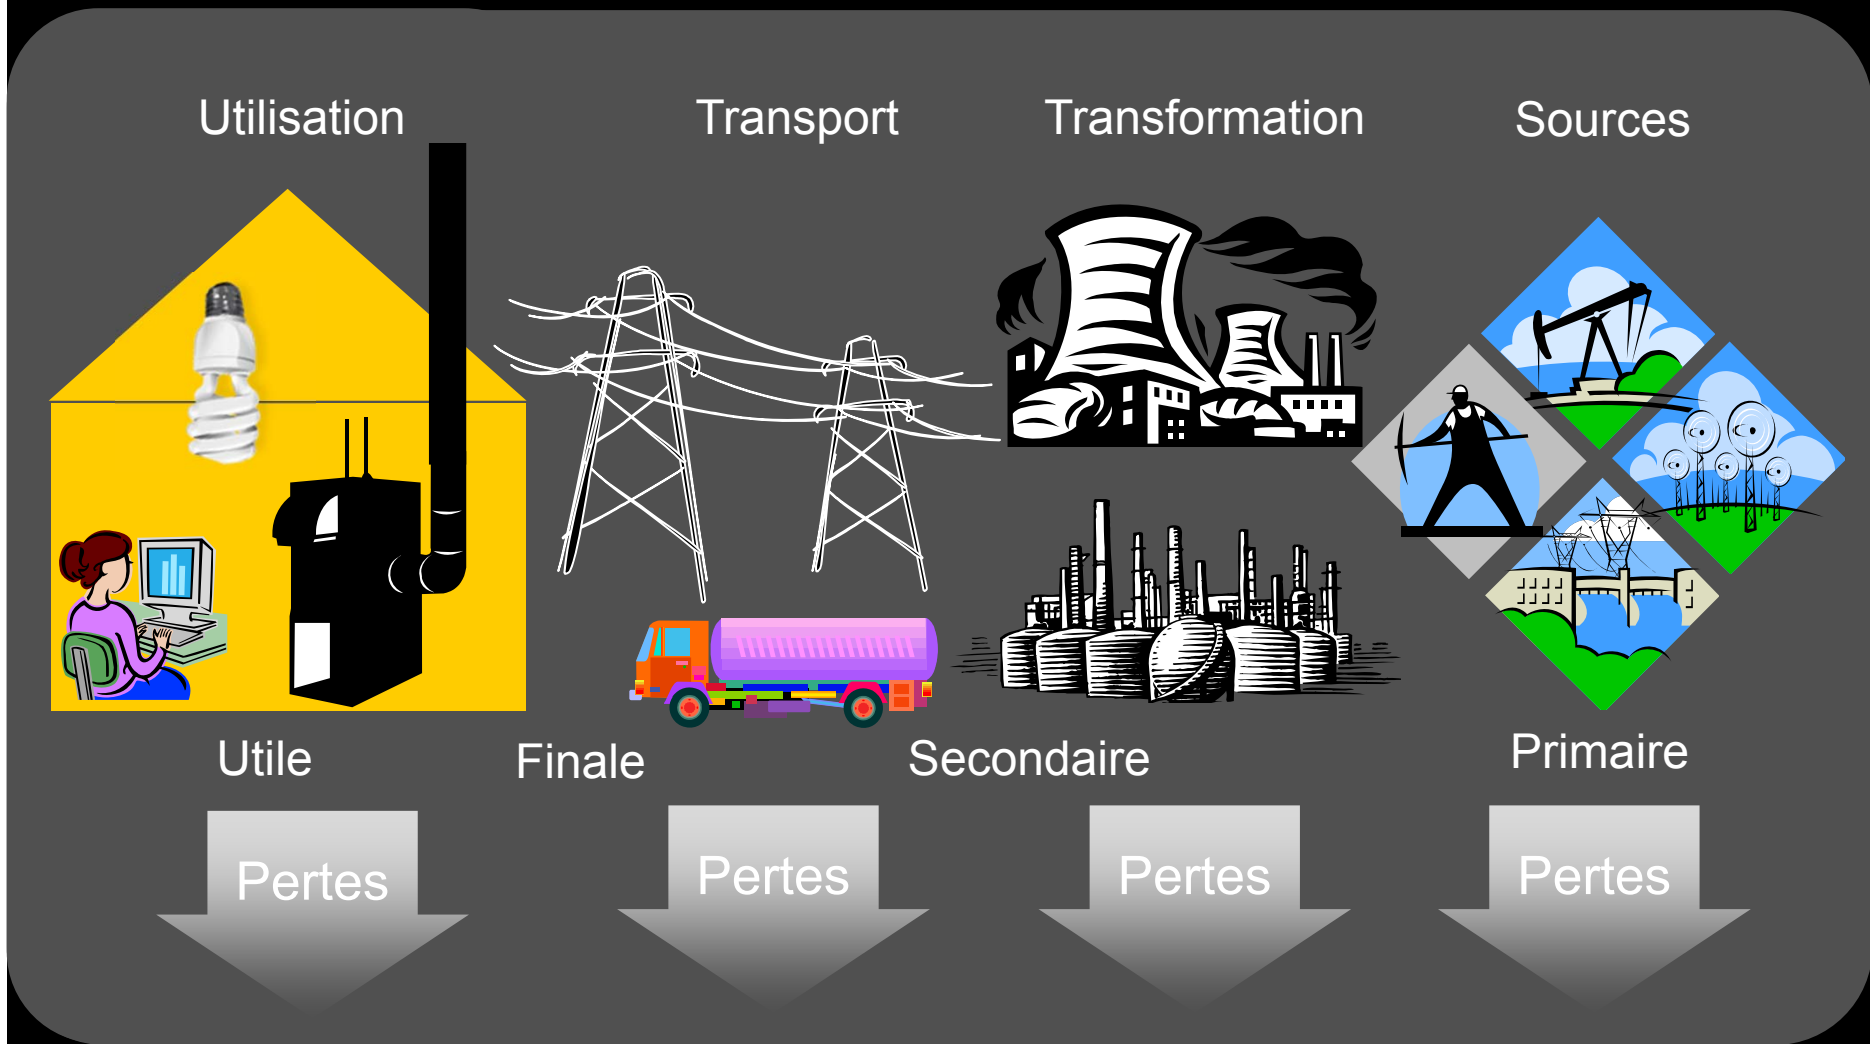 Utilisation
Transport
Transformation
Sources
Utile
Finale
Secondaire
Primaire
Pertes
Pertes
Pertes
Pertes